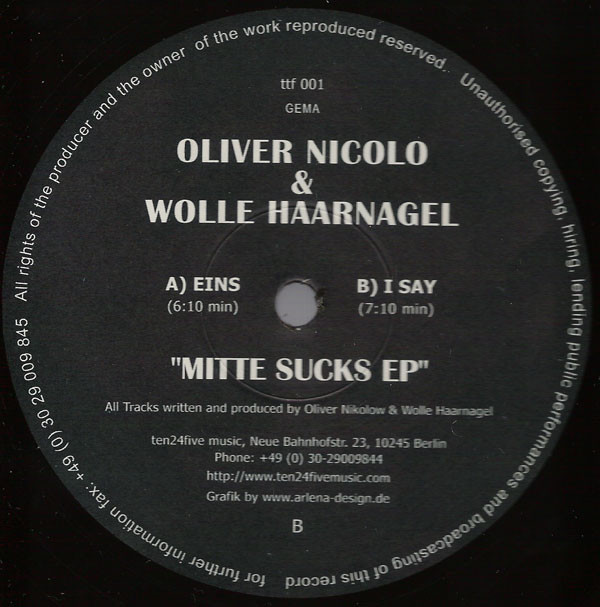 All rights of the producer and the owner of the work reproduced reserved. Unauthorised copying, hiring, lending public performances and broadcasting of this record for further information fax: +49 (0) 30 29 009 845
ttf 001
GEMA
OLIVER NICOLO
&
WOLLE HAARNAGEL
A) EINS B) I SAY
(6:10 min) (7:10 min)
"MITTE SUCKS EP"
All Tracks written and produced by Oliver Nikolow & Wolle Haarnagel
ten24five music, Neue Bahnhofstr. 23, 10245 Berlin
Phone: +49 (0) 30-29009844
http://www.ten24fivemusic.com
Grafik by www.arlena-design.de
B